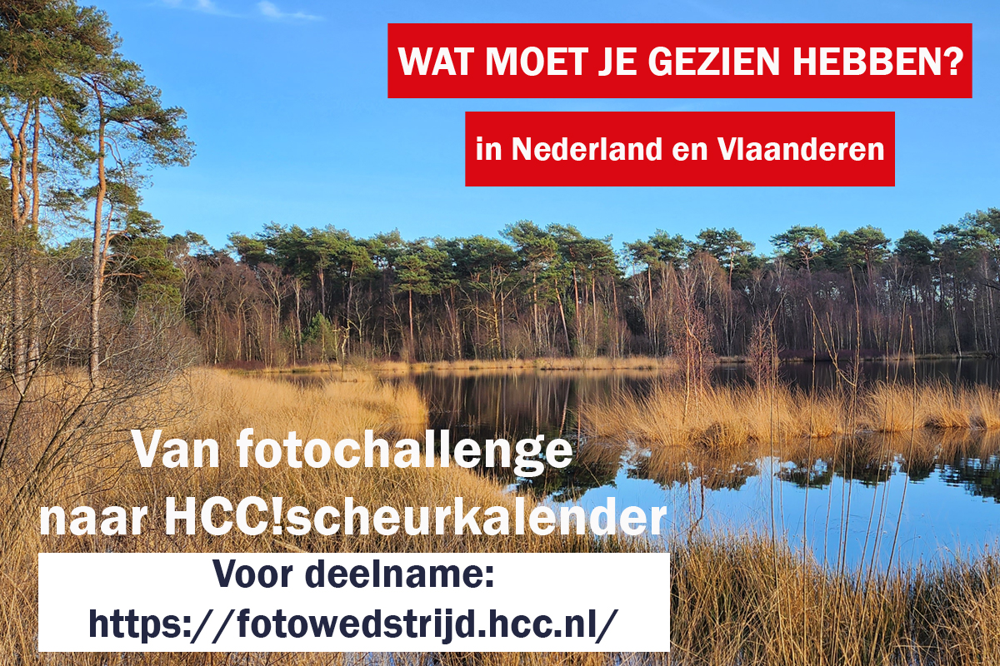 WAT MOET JE GEZIEN HEBBEN?
in Nederland en Vlaanderen
Van fotochallenge
naar HCC!scheurkalender
Voor deelname:
https://fotowedstrijd.hcc.nl/